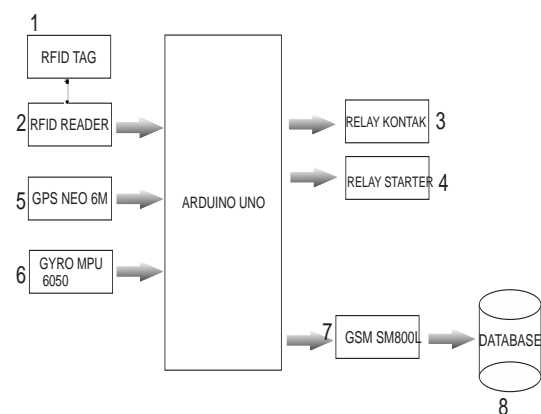 1
RFID TAG
2 RFID READER
5 GPS NEO 6M
6 GYRO MPU
6050
ARDUINO UNO
RELAY KONTAK 3
RELAY STARTER 4
7 GSM SM800L
DATABASE
8